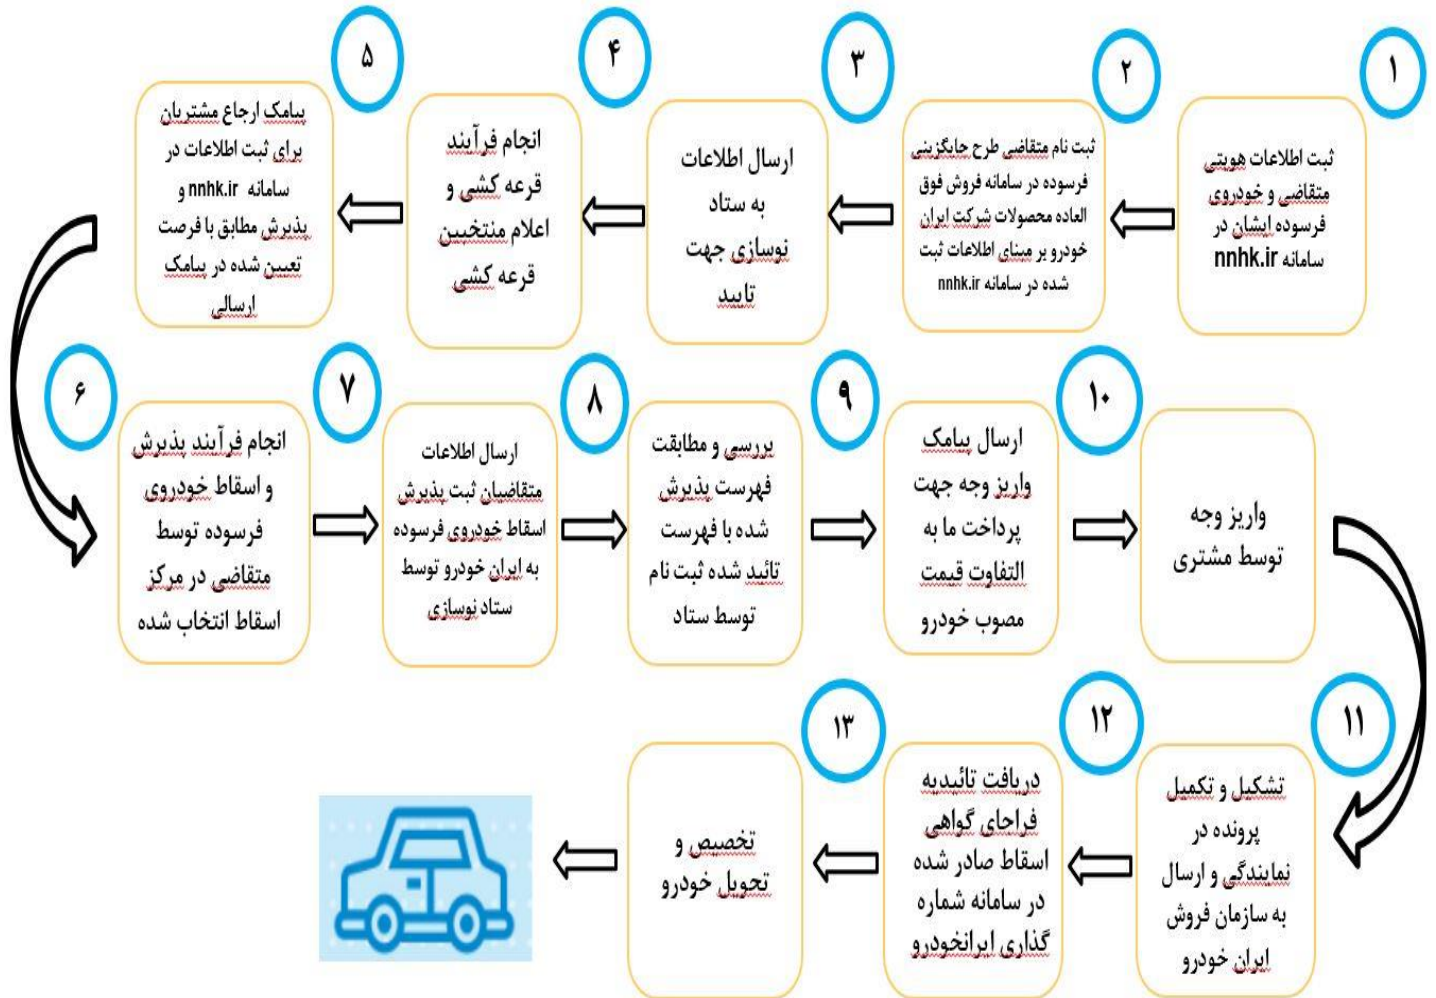 ۱
ثبت اطلاعات هویتی
متقاضی و خودروی
فرسوده ایشان در
سامانه nnhk.ir
۲
ثبت نام متقاضی طرح جایگزینی
فرسوده در سامانه فروش فوق
العاده محصولات شرکت ایران
خودرو بر مبنای اطلاعات ثبت
شده در سامانه nnhk.ir
۳
ارسال اطلاعات
به ستاد
نوسازی جهت
تایید
۴
انجام فرآیند
قرعه کشی و
اعلام منتخبین
قرعه کشی
۵
پیامک ارجاع مشتریان
برای ثبت اطلاعات در
سامانه nnhk.ir و
پذیرش مطابق با فرصت
تعیین شده در پیامک
ارسالی
۶
انجام فرآیند پذیرش
و اسقاط خودروی
فرسوده توسط
متقاضی در مرکز
اسقاط انتخاب شده
۷
ارسال اطلاعات
متقاضیان ثبت پذیرش
اسقاط خودروی فرسوده
به ایران خودرو توسط
ستاد نوسازی
۸
بررسی و مطابقت
فهرست پذیرش
شده با فهرست
تائید شده ثبت نام
توسط ستاد
۹
ارسال پیامک
واریز وجه جهت
پرداخت ما به
التفاوت قیمت
مصوب خودرو
۱۰
واریز وجه
توسط مشتری
۱۱
تشکیل و تکمیل
پرونده در
نمایندگی و ارسال
به سازمان فروش
ایران خودرو
۱۲
دریافت تائیدیه
فراجای گواهی
اسقاط صادر شده
در سامانه شماره
گذاری ایرانخودرو
۱۳
تخصیص و
تحویل خودرو